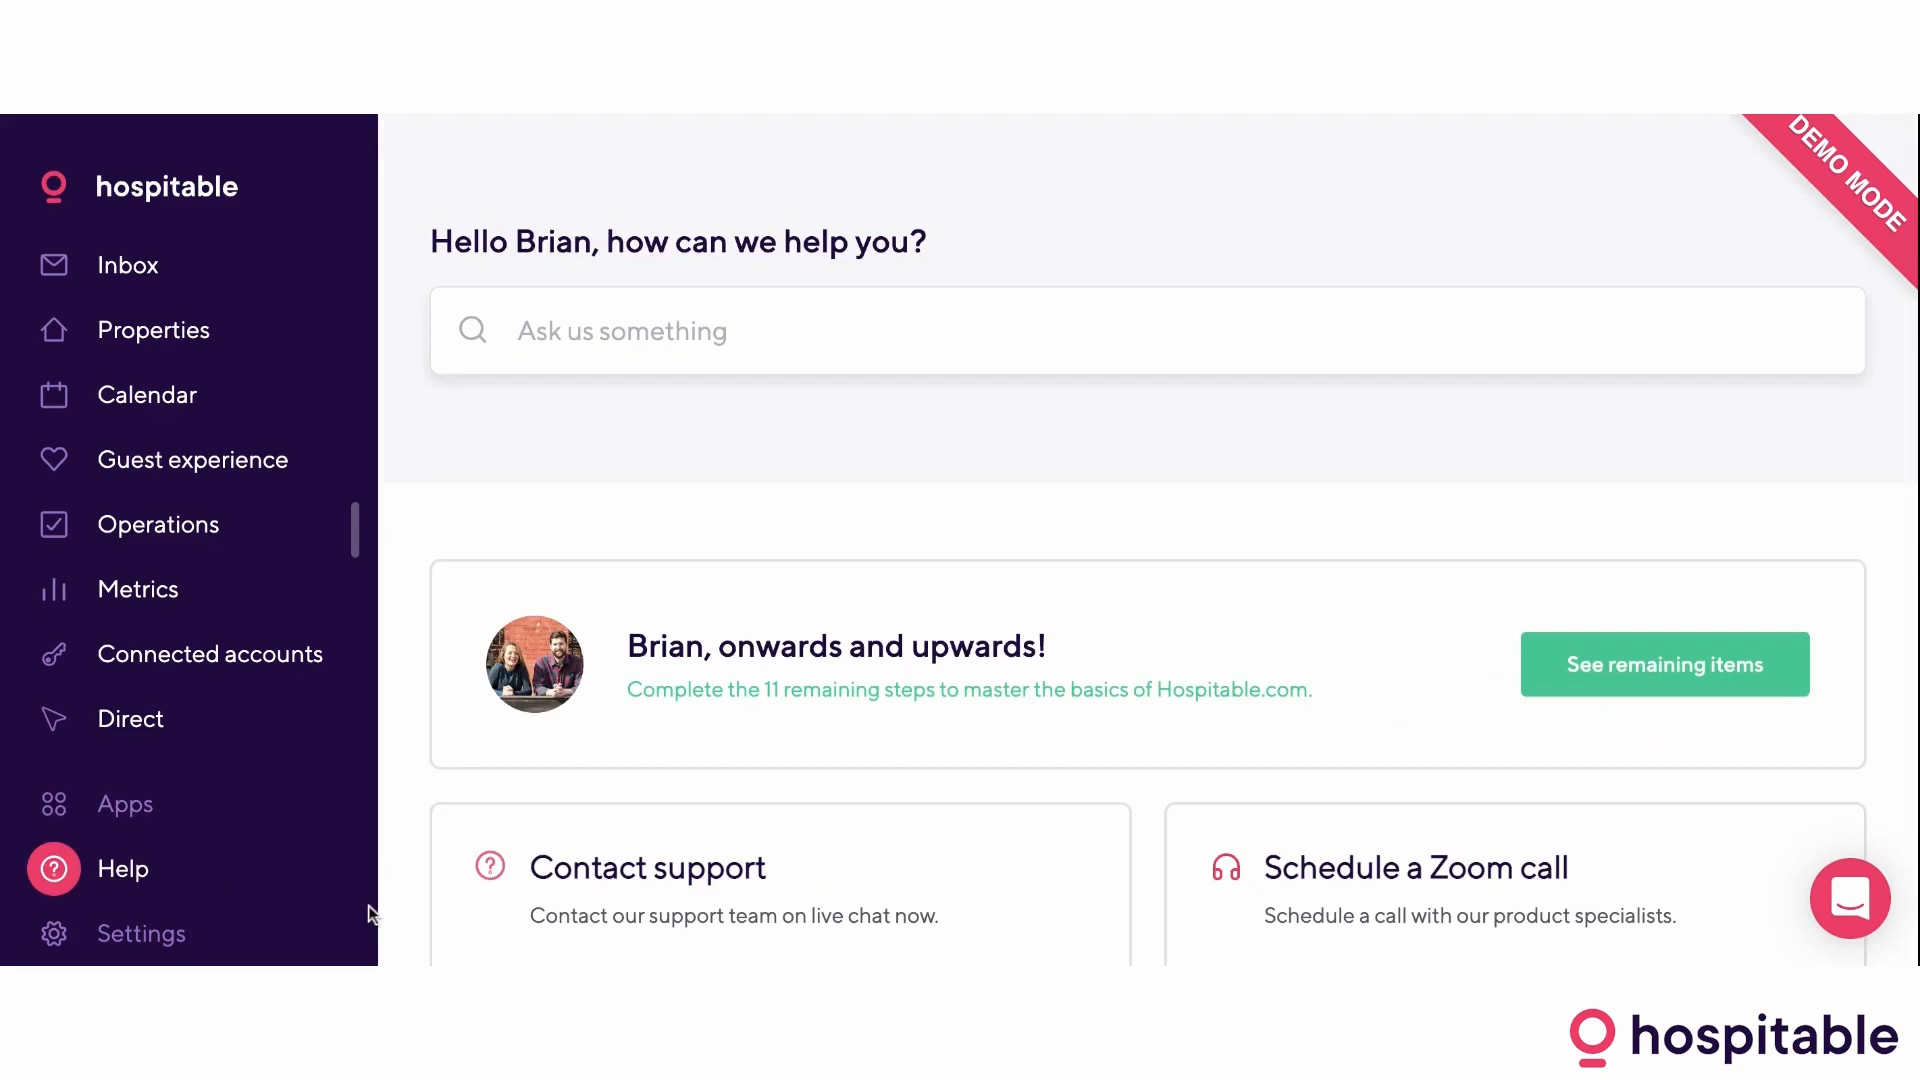 hospitable
Inbox
Properties
Calendar
Guest experience
Operations
Metrics
Connected accounts
Direct
Apps
Help
Settings
DEMO MODE
Hello Brian, how can we help you?
Ask us something
Brian, onwards and upwards!
Complete the 11 remaining steps to master the basics of Hospitable.com.
See remaining items
Contact support
Contact our support team on live chat now.
Schedule a Zoom call
Schedule a call with our product specialists.
hospitable